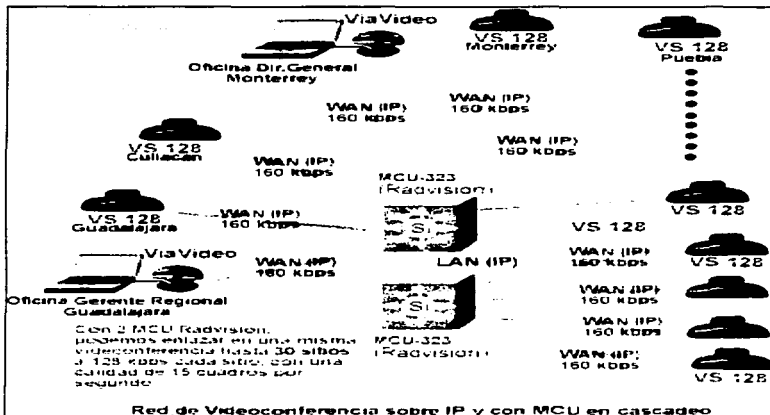 ViaVideo
Oficina Dir.General
Monterrey
VS 128
Monterrey
VS 128
Puebla
WAN (IP)
160 kbps
WAN (IP)
160 kbps
WAN (IP)
160 kbps
VS 128
Culiacan
WAN (IP)
160 kbps
MCU-323
(Radvision)
VS 128
Guadalajara
WAN (IP)
160 kbps
Si
VS 128
VS 128
ViaVideo
WAN (IP)
160 kbps
LAN (IP)
WAN (IP)
160 kbps
VS 128
Oficina Gerente Regional
Guadalajara
Si
WAN (IP)
160 kbps
MCU-323
(Radvision)
WAN (IP)
160 kbps
WAN (IP)
160 kbps
VS 128
Con 2 MCU Radvision,
podemos enlazar en una misma
videoconferencia hasta 30 sitios
a 128 kbps cada sitio, con una
calidad de 15 cuadros por
segundo
Red de Videoconferencia sobre IP y con MCU en cascadeo